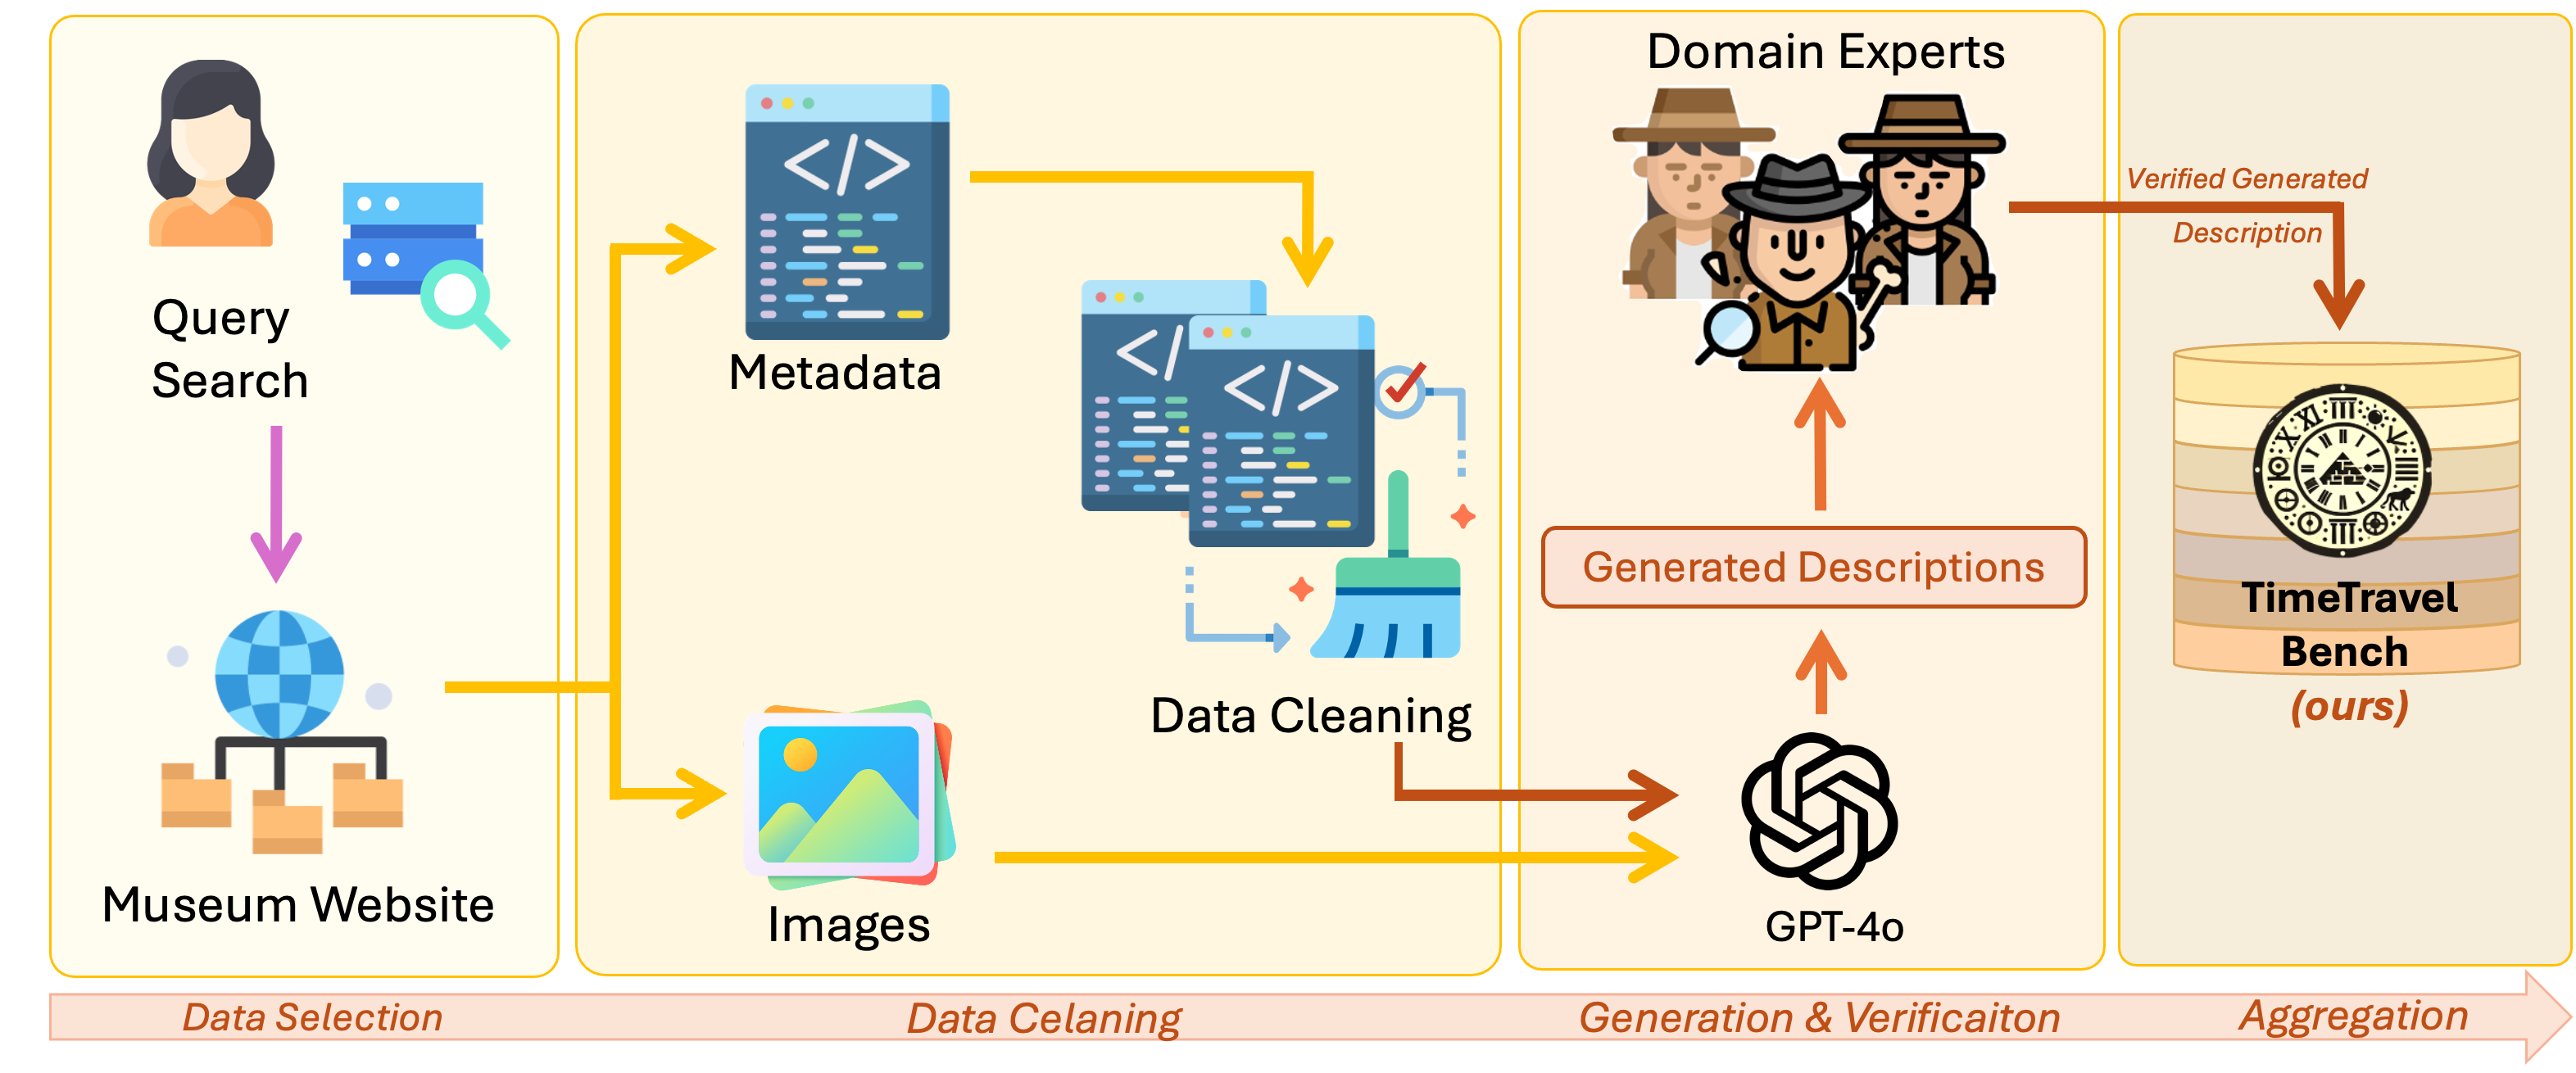 Query
Search
Museum Website
Metadata
Data Cleaning
Images
Domain Experts
Generated Descriptions
GPT-4o
Verified Generated
Description
TimeTravel
Bench
(ours)
Data Selection
Data Celaning
Generation & Verificaiton
Aggregation